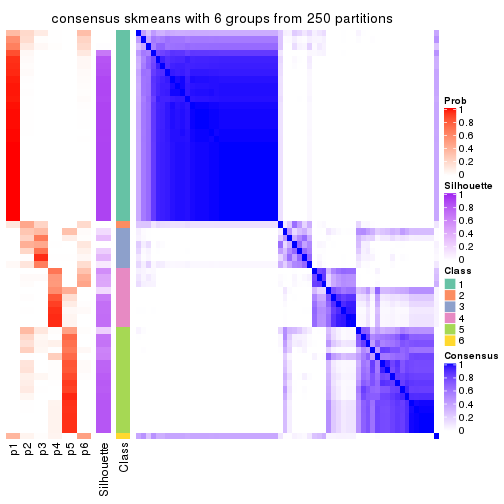 consensus skmeans with 6 groups from 250 partitions
Prob
1
0.8
0.6
0.4
0.2
0
Silhouette
1
0.8
0.6
0.4
0.2
0
Class
1
2
3
4
5
6
Consensus
1
0.8
0.6
0.4
0.2
0
p1
p2
p3
p4
p5
p6
Silhouette
Class